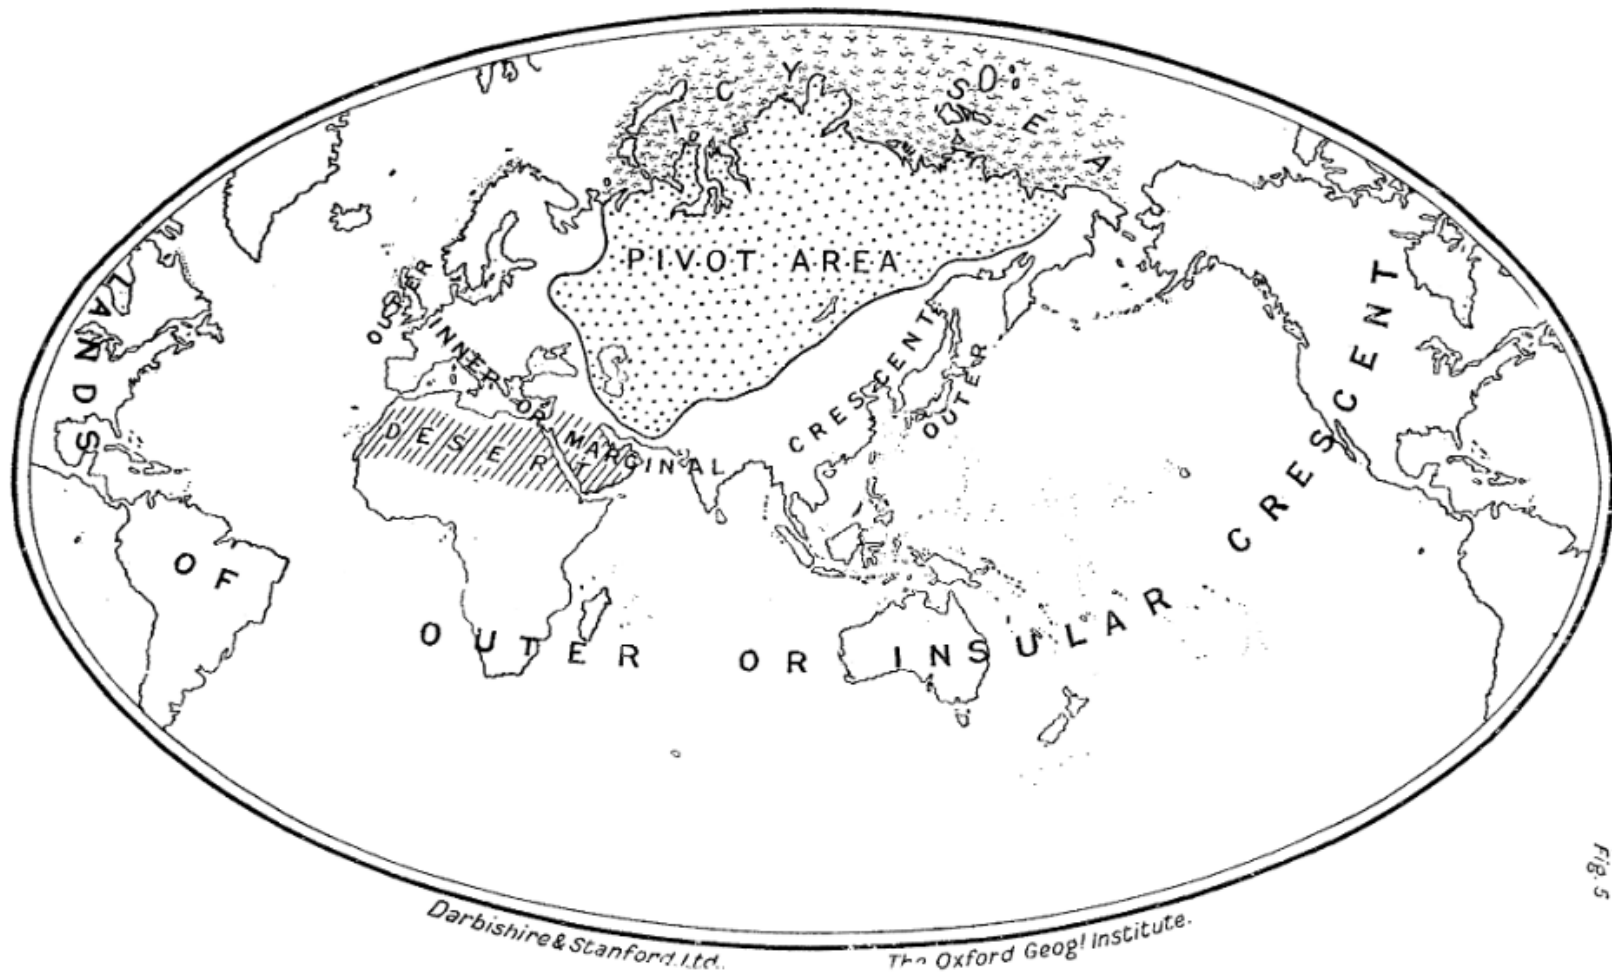 ICY SEA
PIVOT AREA
OUTER
INNER OR MARGINAL CRESCENT
OUTER
DESERT
LANDS OF OUTER OR INSULAR CRESCENT
Fig. 5
Darbishire & Stanford, Ltd.
The Oxford Geog! Institute.